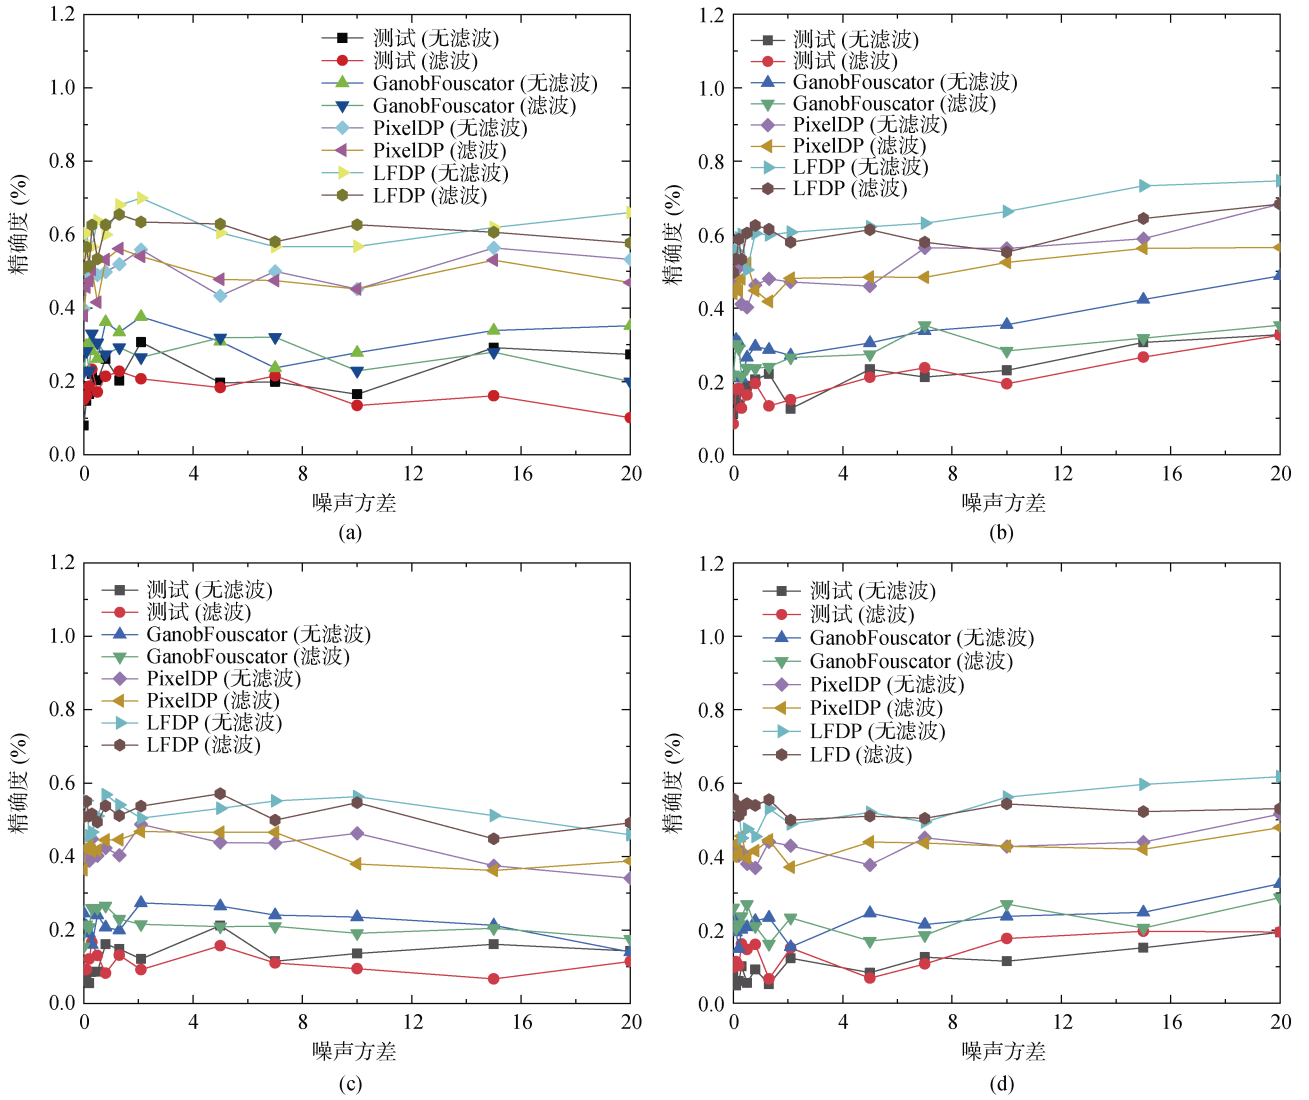 1.2
1.0
0.8
0.6
0.4
0.2
0.0
精确度 (%)
测试 (无滤波)
测试 (滤波)
GanobFouscator (无滤波)
GanobFouscator (滤波)
PixelDP (无滤波)
PixelDP (滤波)
LFDP (无滤波)
LFDP (滤波)
0 4 8 12 16 20
噪声方差
(a)
1.2
1.0
0.8
0.6
0.4
0.2
0.0
精确度 (%)
测试 (无滤波)
测试 (滤波)
GanobFouscator (无滤波)
GanobFouscator (滤波)
PixelDP (无滤波)
PixelDP (滤波)
LFDP (无滤波)
LFDP (滤波)
0 4 8 12 16 20
噪声方差
(b)
1.2
1.0
0.8
0.6
0.4
0.2
0.0
精确度 (%)
测试 (无滤波)
测试 (滤波)
GanobFouscator (无滤波)
GanobFouscator (滤波)
PixelDP (无滤波)
PixelDP (滤波)
LFDP (无滤波)
LFDP (滤波)
0 4 8 12 16 20
噪声方差
(c)
1.2
1.0
0.8
0.6
0.4
0.2
0.0
精确度 (%)
测试 (无滤波)
测试 (滤波)
GanobFouscator (无滤波)
GanobFouscator (滤波)
PixelDP (无滤波)
PixelDP (滤波)
LFDP (无滤波)
LFD (滤波)
0 4 8 12 16 20
噪声方差
(d)